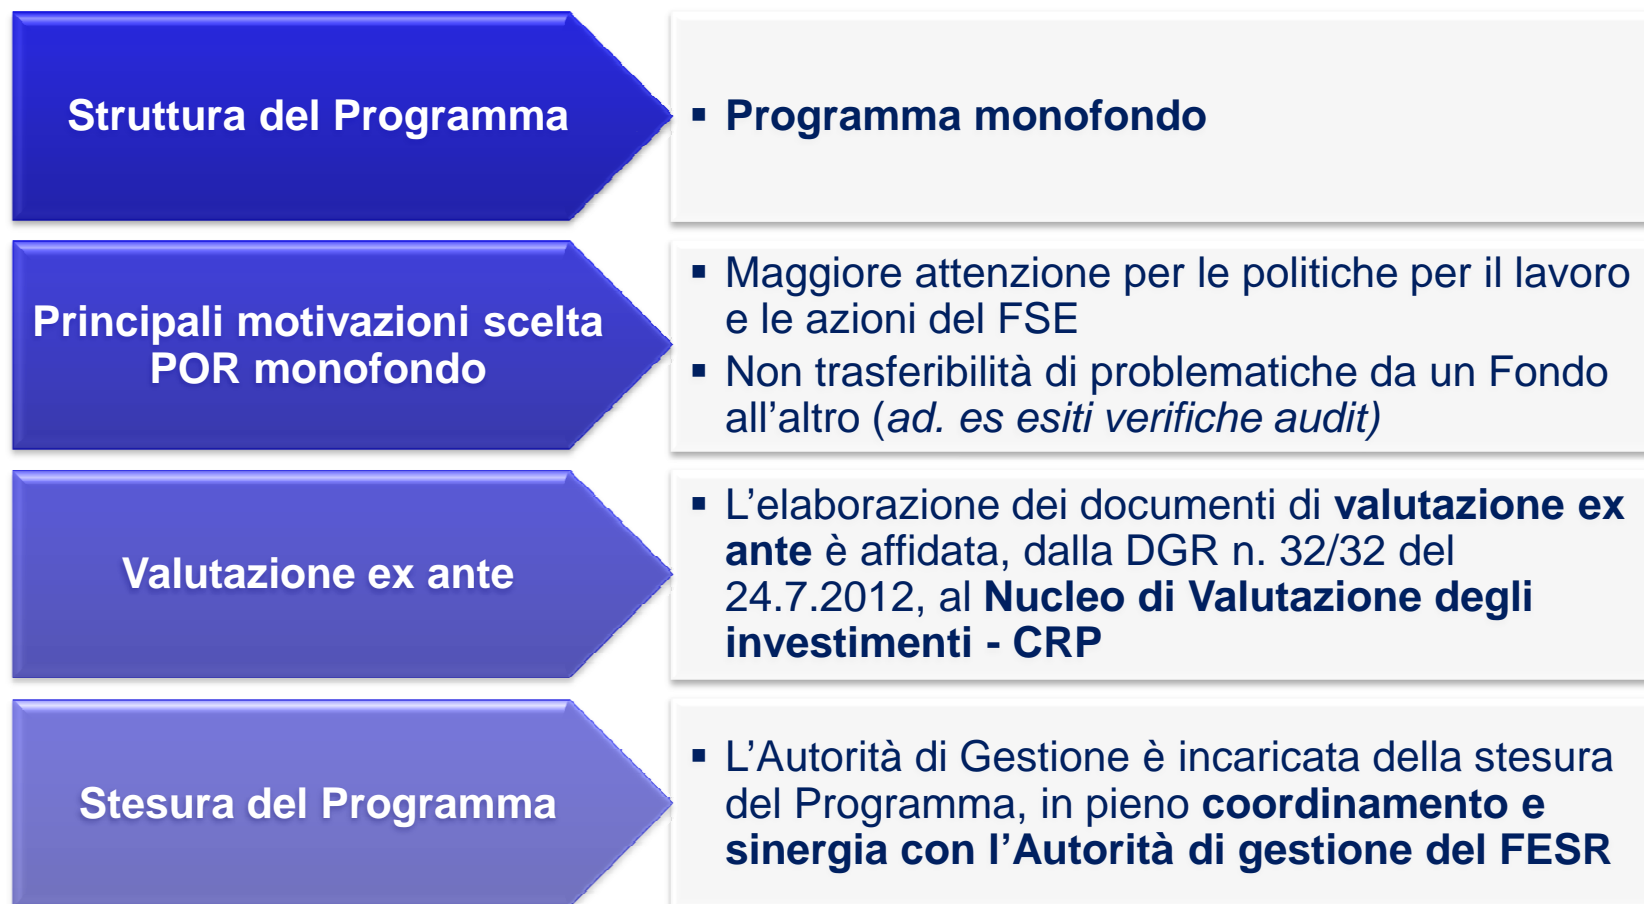 Struttura del Programma
▪ Programma monofondo
Principali motivazioni scelta
POR monofondo
▪ Maggiore attenzione per le politiche per il lavoro
e le azioni del FSE
▪ Non trasferibilità di problematiche da un Fondo
all’altro (ad. es esiti verifiche audit)
Valutazione ex ante
▪ L’elaborazione dei documenti di valutazione ex
ante è affidata, dalla DGR n. 32/32 del
24.7.2012, al Nucleo di Valutazione degli
investimenti - CRP
Stesura del Programma
▪ L’Autorità di Gestione è incaricata della stesura
del Programma, in pieno coordinamento e
sinergia con l’Autorità di gestione del FESR